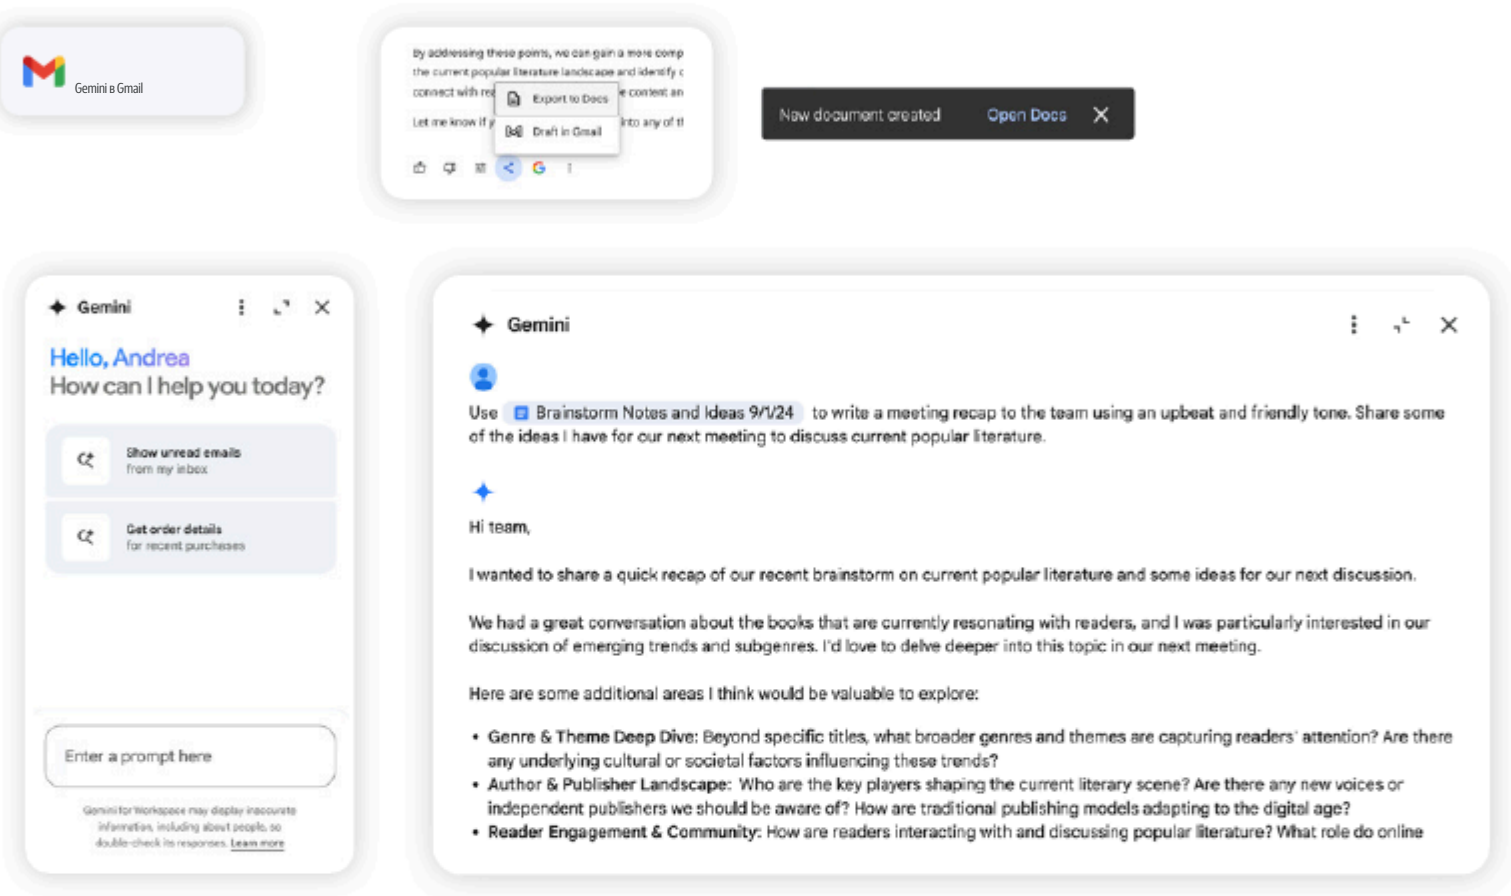 Gemini в Gmail
By addressing these points, we can gain a more comp
the current popular literature landscape and identify c
connect with rea
e content an
Export to Docs
Let me know if y
into any of th
Draft in Gmail
New document created Open Docs
Gemini
Hello, Andrea
How can I help you today?
Show unread emails
from my inbox
Get order details
for recent purchases
Enter a prompt here
Gemini for Workspace may display inaccurate
information, including about people, so
double-check its responses. Learn more
Gemini
Use Brainstorm Notes and Ideas 9/1/24 to write a meeting recap to the team using an upbeat and friendly tone. Share some
of the ideas I have for our next meeting to discuss current popular literature.
Hi team,
I wanted to share a quick recap of our recent brainstorm on current popular literature and some ideas for our next discussion.
We had a great conversation about the books that are currently resonating with readers, and I was particularly interested in our
discussion of emerging trends and subgenres. I'd love to delve deeper into this topic in our next meeting.
Here are some additional areas I think would be valuable to explore:
• Genre & Theme Deep Dive: Beyond specific titles, what broader genres and themes are capturing readers' attention? Are there
any underlying cultural or societal factors influencing these trends?
• Author & Publisher Landscape: Who are the key players shaping the current literary scene? Are there any new voices or
independent publishers we should be aware of? How are traditional publishing models adapting to the digital age?
• Reader Engagement & Community: How are readers interacting with and discussing popular literature? What role do online